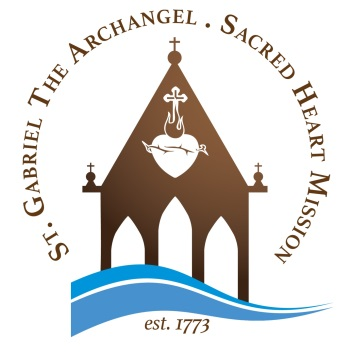 St. Gabriel The Archangel . Sacred Heart Mission
est. 1773